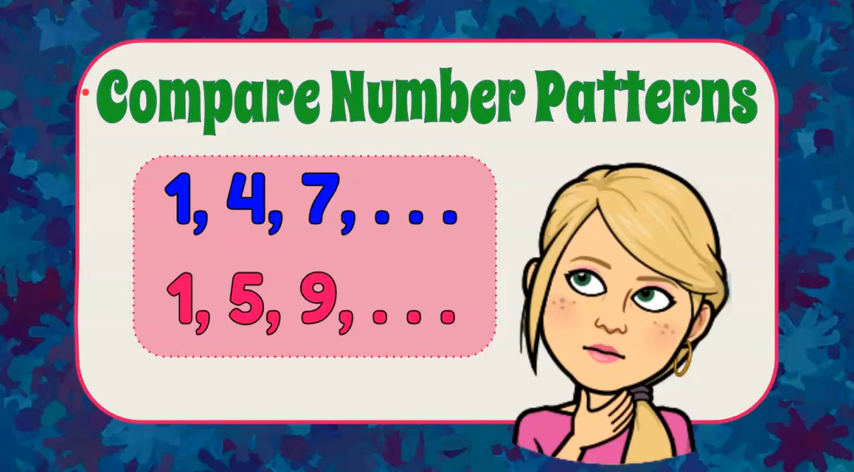 Compare Number Patterns
1, 4, 7, . . .
1, 5, 9, . . .